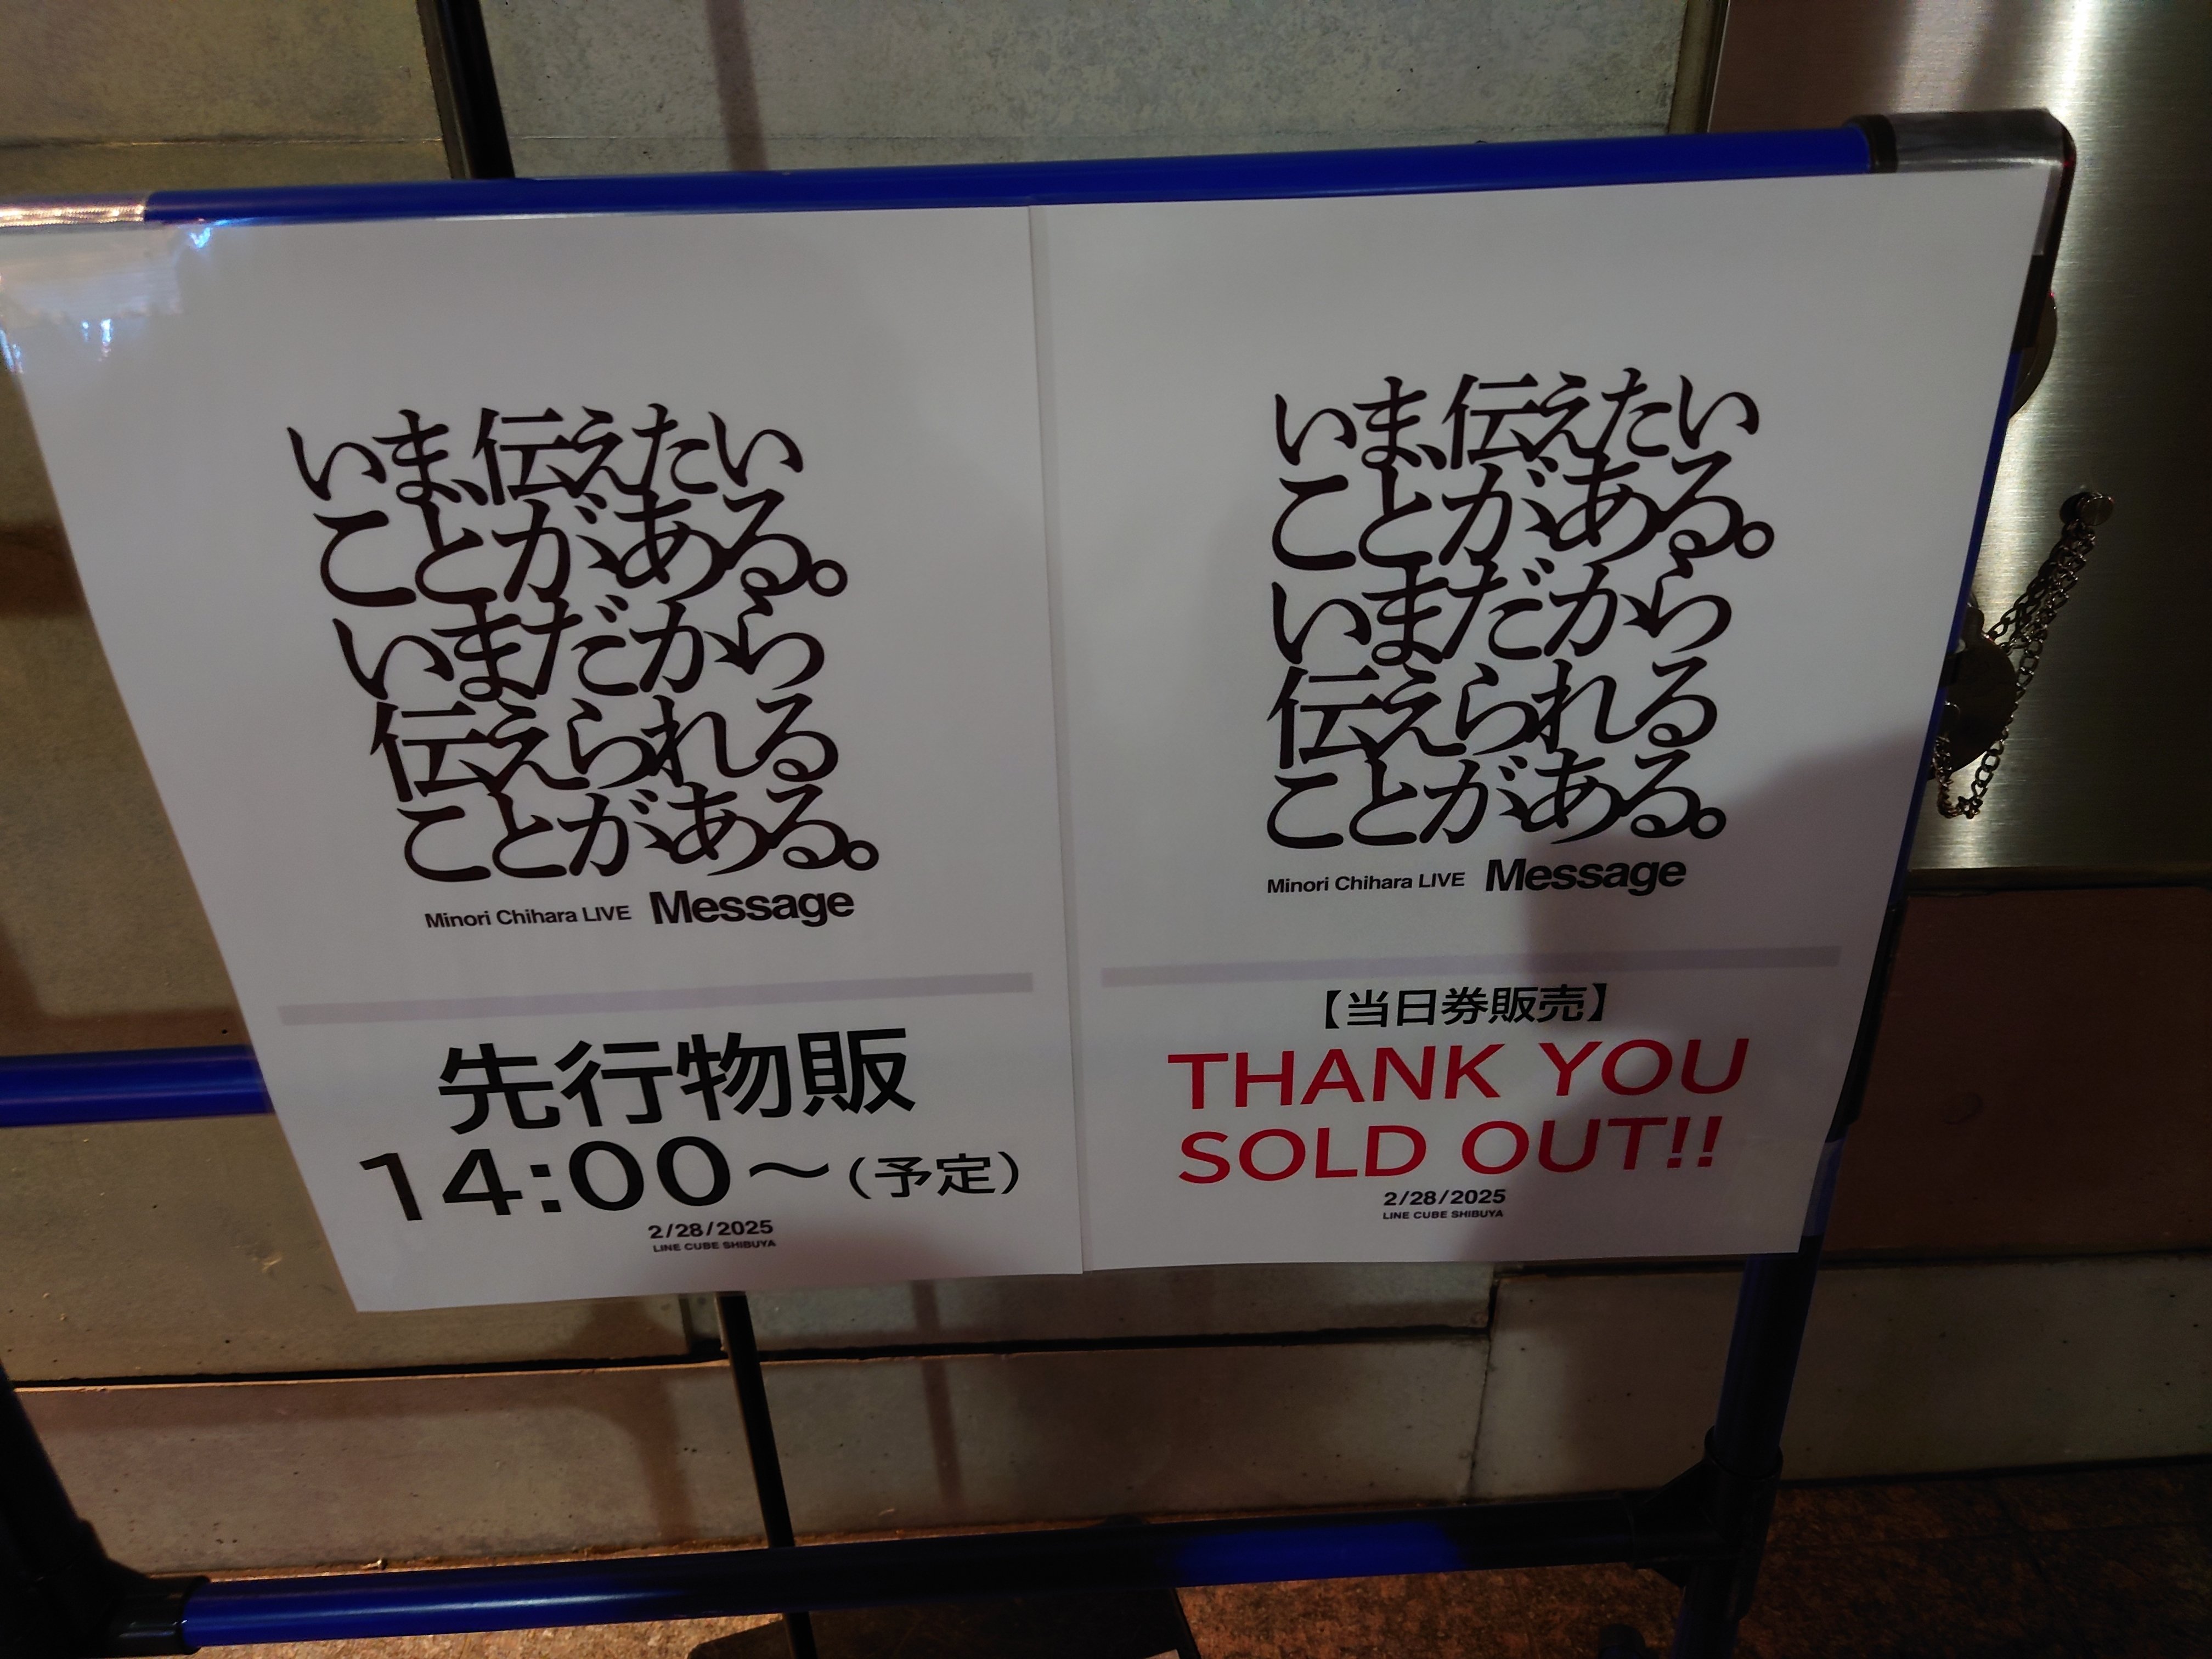 いま、伝えたい
ことがある。
いまだから
伝えられる
ことがある。
Minori Chihara LIVE Message
先行物販
14:00～（予定）
2/28/2025
LINE CUBE SHIBUYA
いま、伝えたい
ことがある。
いまだから
伝えられる
ことがある。
Minori Chihara LIVE Message
【当日券販売】
THANK YOU
SOLD OUT!!
2/28/2025
LINE CUBE SHIBUYA